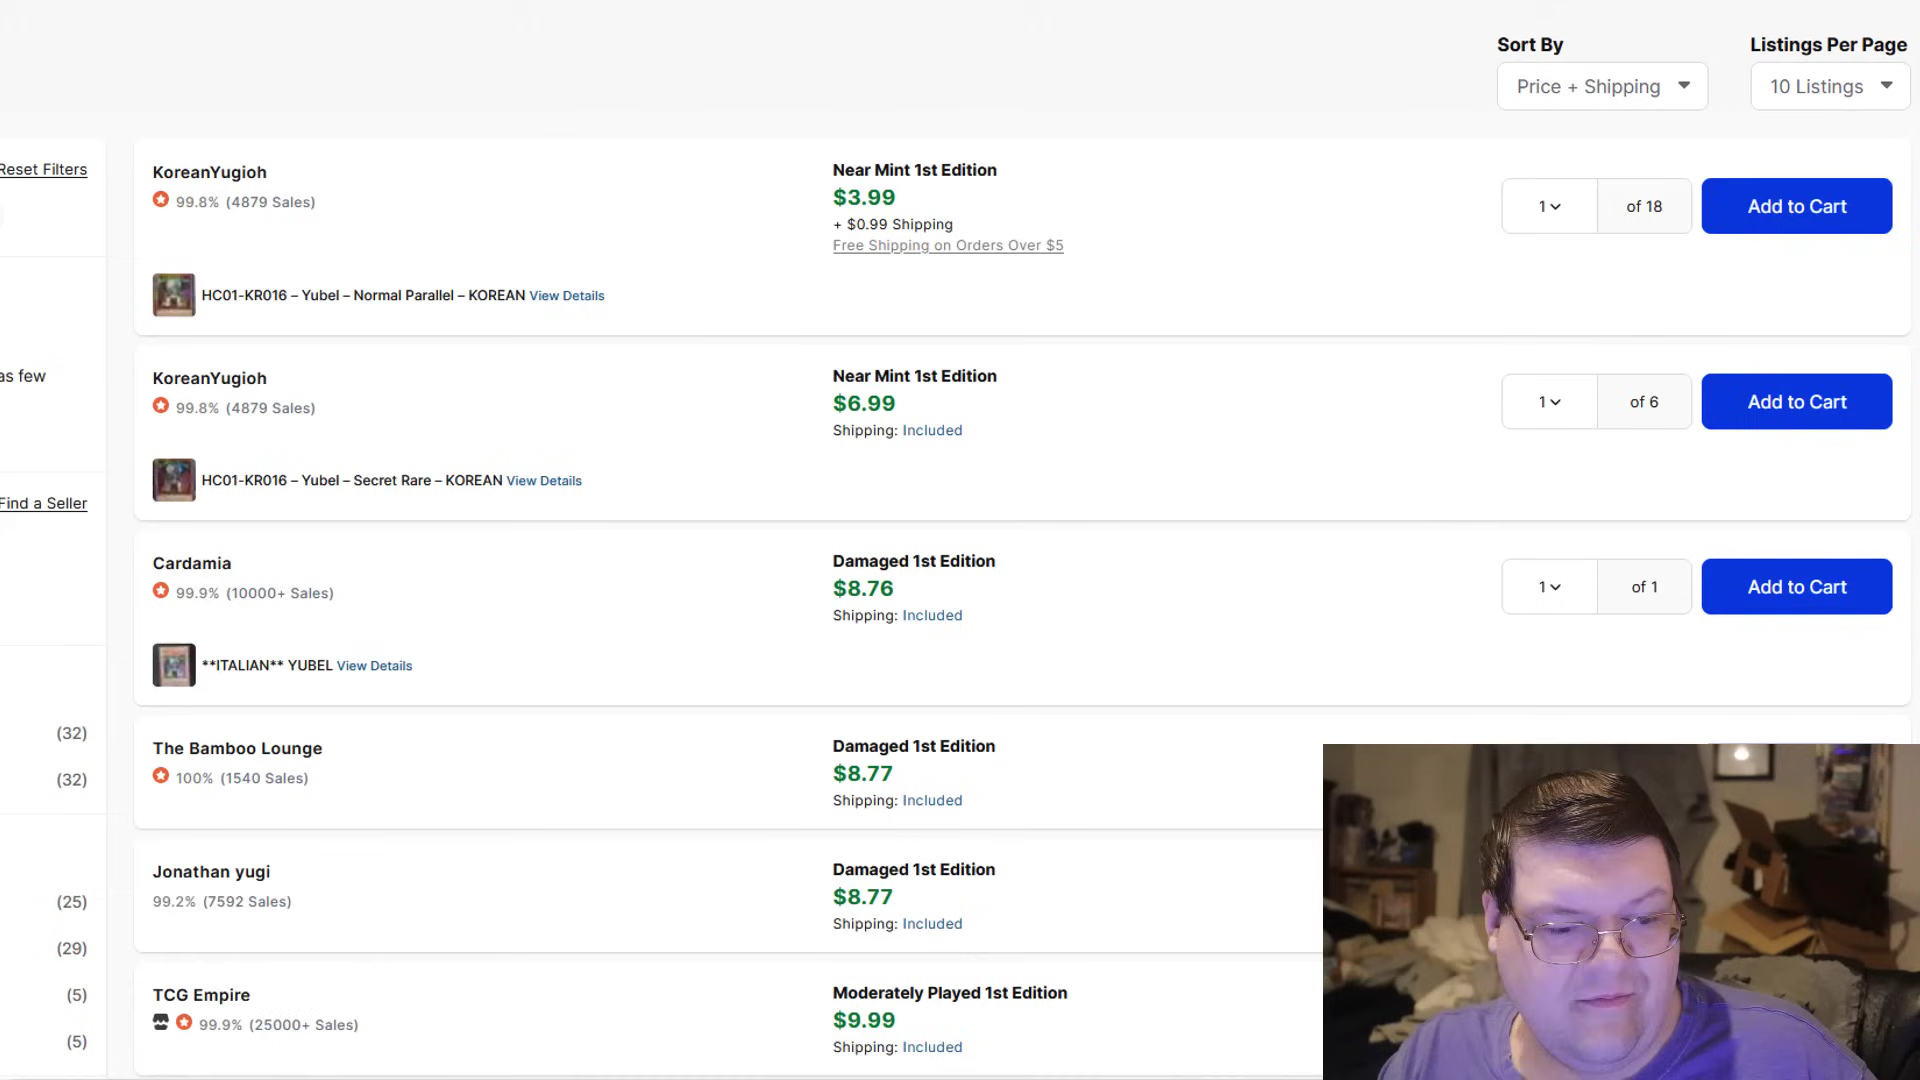 Sort By
Listings Per Page
Price + Shipping
10 Listings
Reset Filters
KoreanYugioh
99.8% (4879 Sales)
Near Mint 1st Edition
$3.99
+ $0.99 Shipping
Free Shipping on Orders Over $5
1
of 18
Add to Cart
HC01-KR016 – Yubel – Normal Parallel – KOREAN View Details
as few
KoreanYugioh
99.8% (4879 Sales)
Near Mint 1st Edition
$6.99
Shipping: Included
1
of 6
Add to Cart
HC01-KR016 – Yubel – Secret Rare – KOREAN View Details
Find a Seller
Cardamia
99.9% (10000+ Sales)
Damaged 1st Edition
$8.76
Shipping: Included
1
of 1
Add to Cart
**ITALIAN** YUBEL View Details
(32)
(32)
The Bamboo Lounge
100% (1540 Sales)
Damaged 1st Edition
$8.77
Shipping: Included
Jonathan yugi
99.2% (7592 Sales)
Damaged 1st Edition
$8.77
Shipping: Included
(25)
(29)
(5)
(5)
TCG Empire
99.9% (25000+ Sales)
Moderately Played 1st Edition
$9.99
Shipping: Included